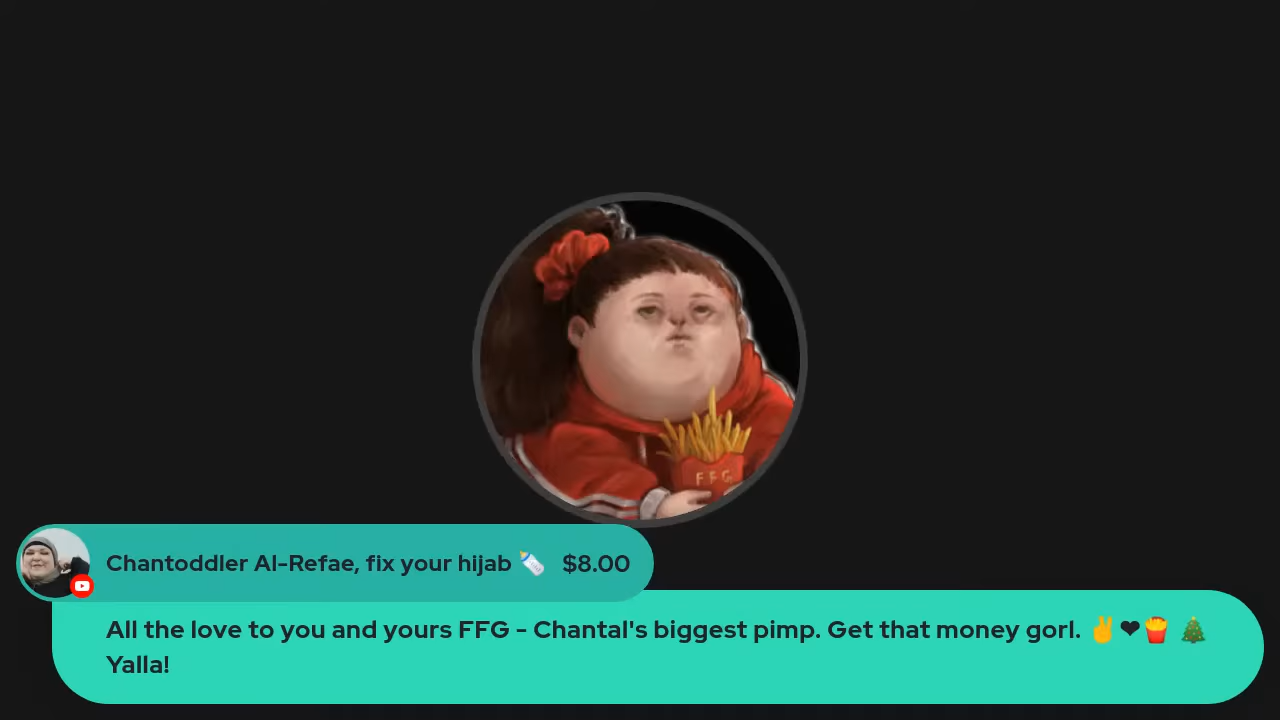 FFG
Chantoddler Al-Refae, fix your hijab 🍼 $8.00
All the love to you and yours FFG - Chantal's biggest pimp. Get that money gorl. ✌❤🍟 🎄
Yalla!